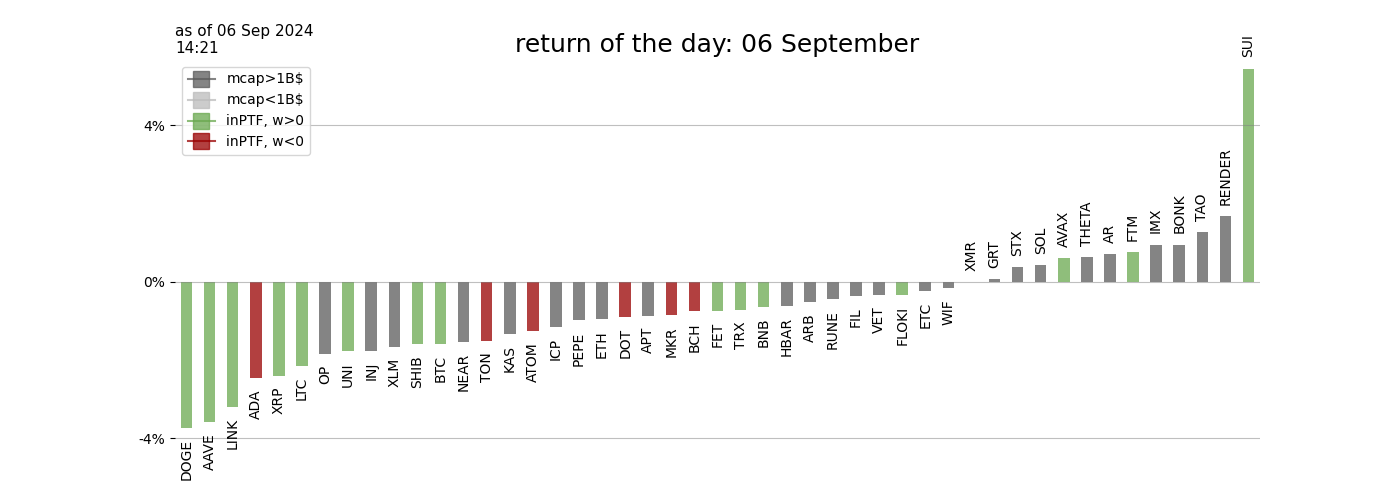 as of 06 Sep 2024
14:21
return of the day: 06 September
mcap>1B$
mcap<1B$
inPTF, w>0
inPTF, w<0
4%
0%
-4%
DOGE
AAVE
LINK
ADA
XRP
LTC
OP
UNI
INJ
XLM
SHIB
BTC
NEAR
TON
KAS
ATOM
ICP
PEPE
ETH
DOT
APT
MKR
BCH
FET
TRX
BNB
HBAR
ARB
RUNE
FIL
VET
FLOKI
ETC
WIF
XMR
GRT
STX
SOL
AVAX
THETA
AR
FTM
IMX
BONK
TAO
RENDER
SUI